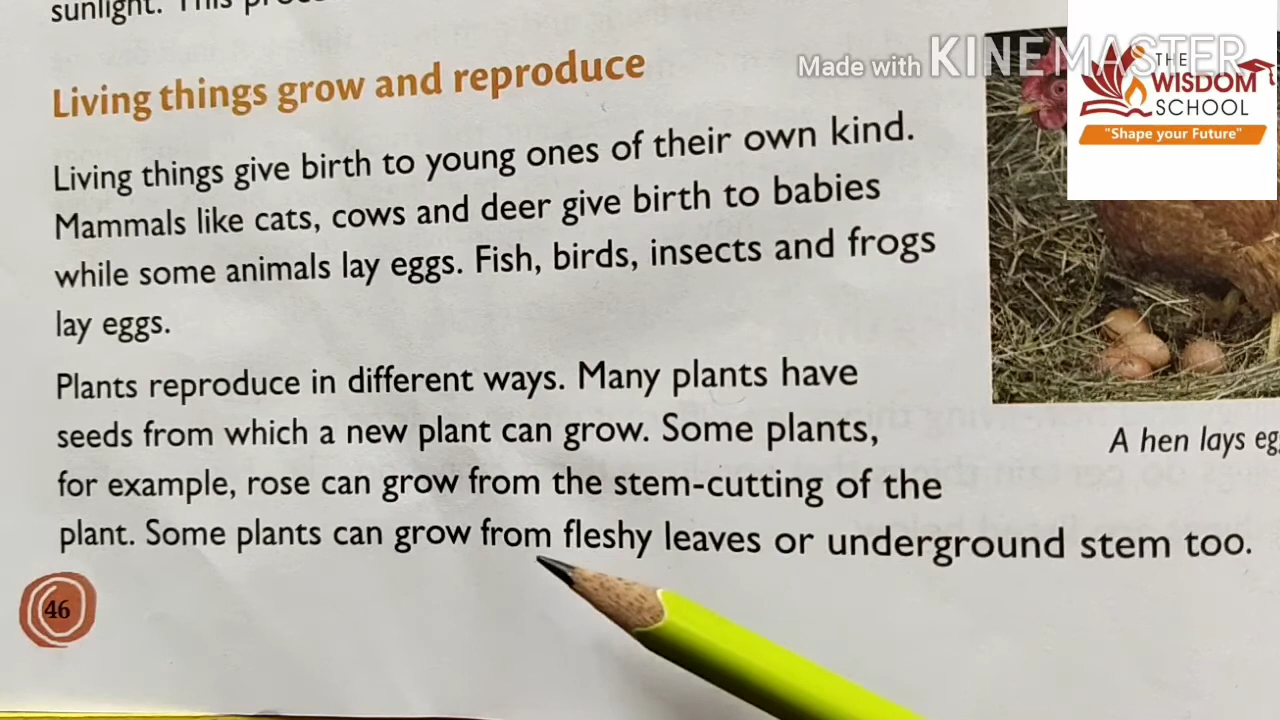 sunlight. This
Living things grow and reproduce
Living things give birth to young ones of their own kind.
Mammals like cats, cows and deer give birth to babies
while some animals lay eggs. Fish, birds, insects and frogs
lay eggs.
Plants reproduce in different ways. Many plants have
seeds from which a new plant can grow. Some plants,
for example, rose can grow from the stem-cutting of the
plant. Some plants can grow from fleshy leaves or underground stem too.
46
A hen lays
Made with KINEMASTER
THE
WISDOM
SCHOOL
"Shape your Future"